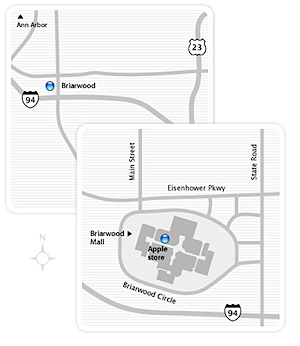 Ann Arbor
23
Briarwood
94
Main Street
State Road
Eisenhower Pkwy
Briarwood
Mall
Apple
store
N
Briarwood Circle
94